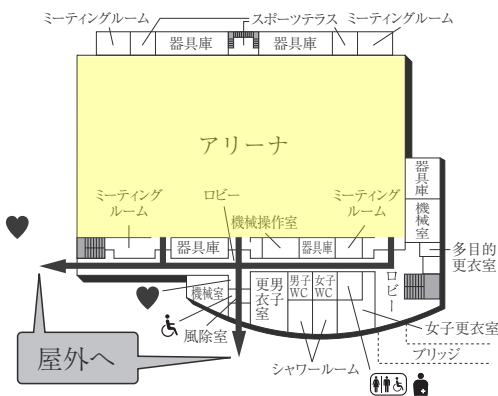 ミーティングルーム
スポーツテラス
ミーティングルーム
器具庫
器具庫
アリーナ
器具庫
機械室
ミーティング
ルーム
ロビー
ミーティング
ルーム
機械操作室
器具庫
器具庫
多目的
更衣室
機械室
男子
更衣室
男子
WC
女子
WC
ロビー
風除室
女子更衣室
シャワールーム
ブリッジ
屋外へ